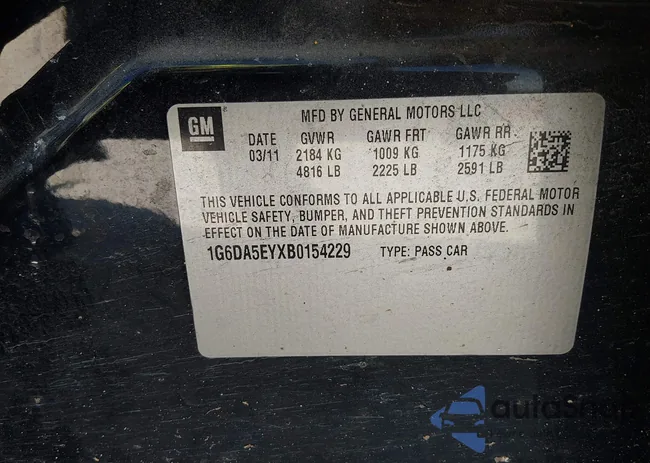 GM
MFD BY GENERAL MOTORS LLC
DATE GVWR GAWR FRT GAWR RR
03/11 2184 KG 1009 KG 1175 KG
4816 LB 2225 LB 2591 LB
THIS VEHICLE CONFORMS TO ALL APPLICABLE U.S. FEDERAL MOTOR
VEHICLE SAFETY, BUMPER, AND THEFT PREVENTION STANDARDS IN
EFFECT ON THE DATE OF MANUFACTURE SHOWN ABOVE.
1G6DA5EYXB0154229 TYPE: PASS CAR